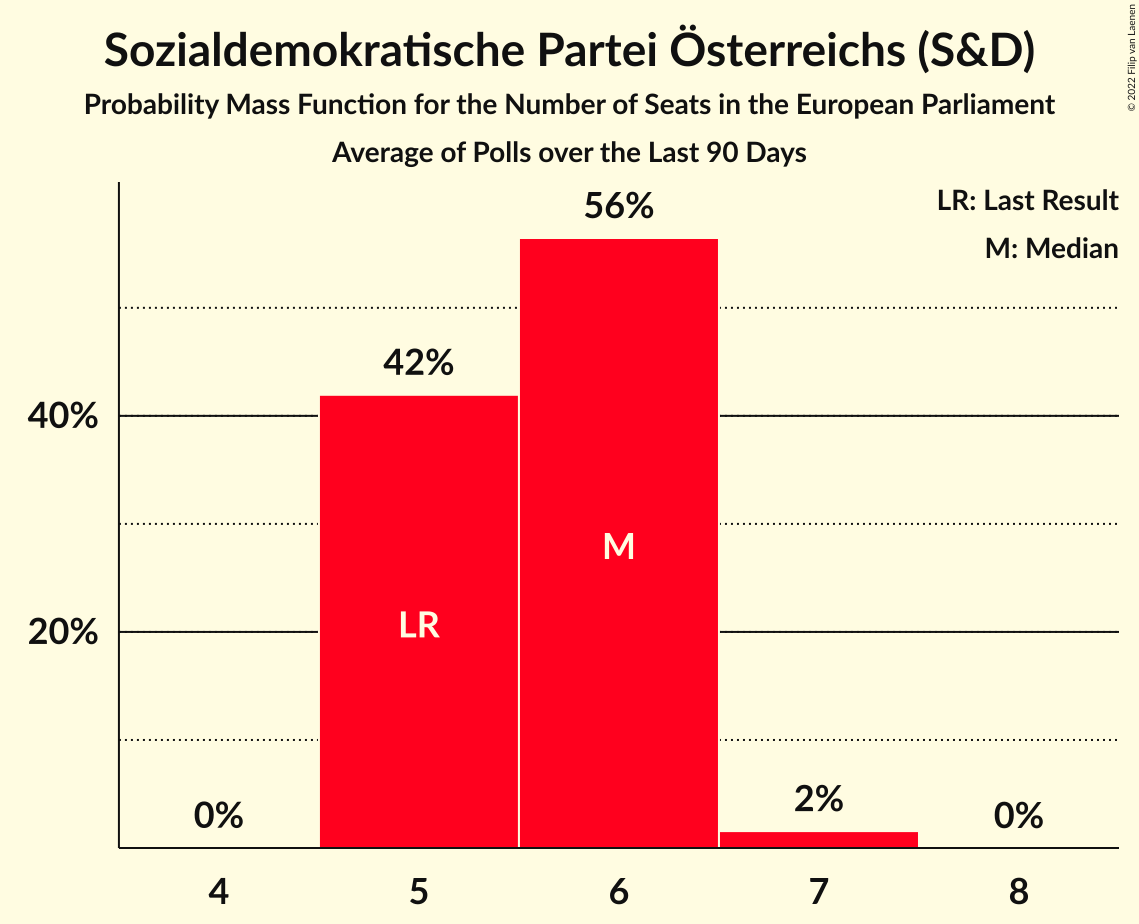 Sozialdemokratische Partei Österreichs (S&D)
Probability Mass Function for the Number of Seats in the European Parliament
Average of Polls over the Last 90 Days
© 2022 Filip van Laenen
LR: Last Result
M: Median
56%
42%
40%
M
LR
20%
2%
0%
0%
4
5
6
7
8